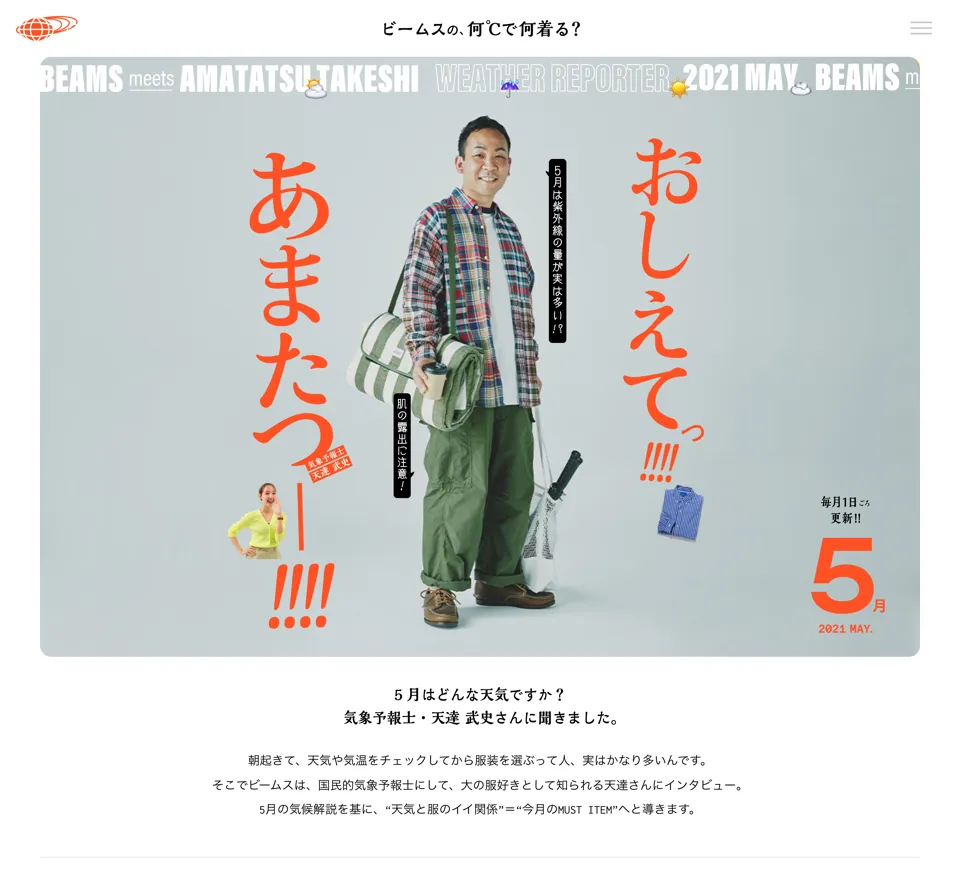 ビームスの、何℃で何着る？
BEAMS meets AMATATSU TAKESHI WEATHER REPORTER 2021 MAY BEAMS m
おしえてっ!!!!
あまたつー!!!!
5月は紫外線の量が実は多い!?
肌の露出に注意!
気象予報士
天達 武史
毎月1日ごろ
更新!!
5月
2021 MAY.
５月はどんな天気ですか？
気象予報士・天達 武史さんに聞きました。
朝起きて、天気や気温をチェックしてから服装を選ぶって人、実はかなり多いんです。
そこでビームスは、国民的気象予報士にして、大の服好きとして知られる天達さんにインタビュー。
5月の気候解説を基に、“天気と服のイイ関係”＝“今月のMUST ITEM”へと導きます。